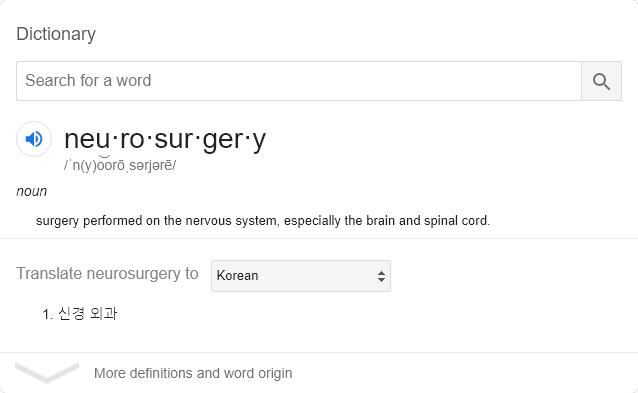 Dictionary
Search for a word
neu·ro·sur·ger·y
/ˈn(y)o͝orōˌsərjərē/
noun
surgery performed on the nervous system, especially the brain and spinal cord.
Translate neurosurgery to Korean
1. 신경 외과
More definitions and word origin